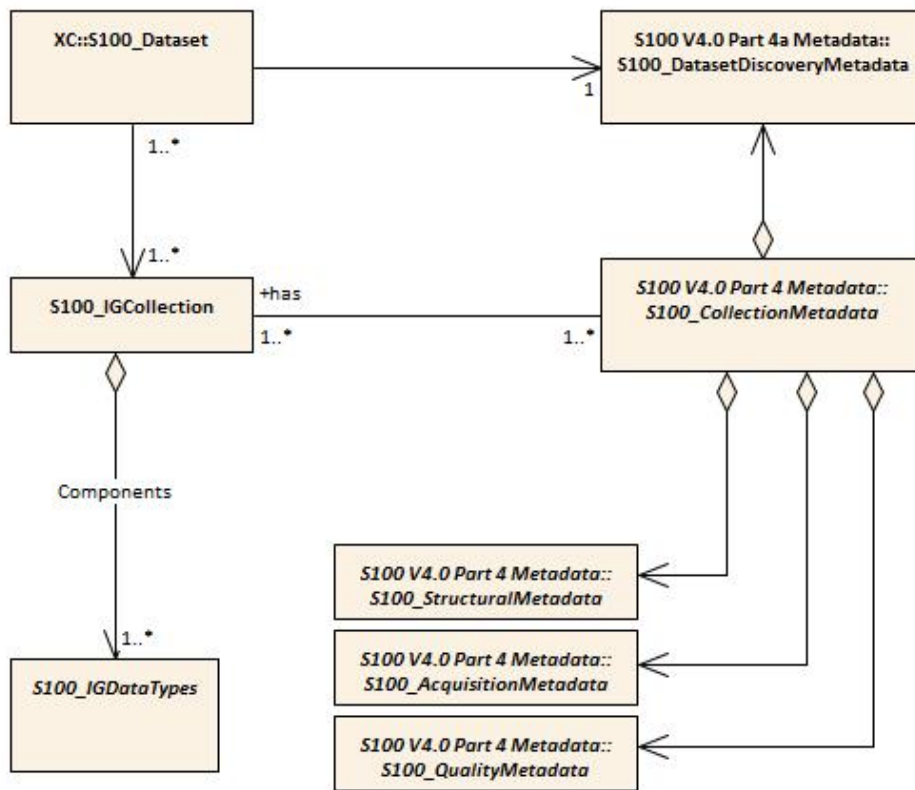 XC::S100_Dataset
S100 V4.0 Part 4a Metadata::
S100_DatasetDiscoveryMetadata
1
1..*
1..*
S100_IGCollection
+has
1..*
1..*
S100 V4.0 Part 4 Metadata::
S100_CollectionMetadata
Components
1..*
S100_IGDataTypes
S100 V4.0 Part 4 Metadata::
S100_StructuralMetadata
S100 V4.0 Part 4 Metadata::
S100_AcquisitionMetadata
S100 V4.0 Part 4 Metadata::
S100_QualityMetadata